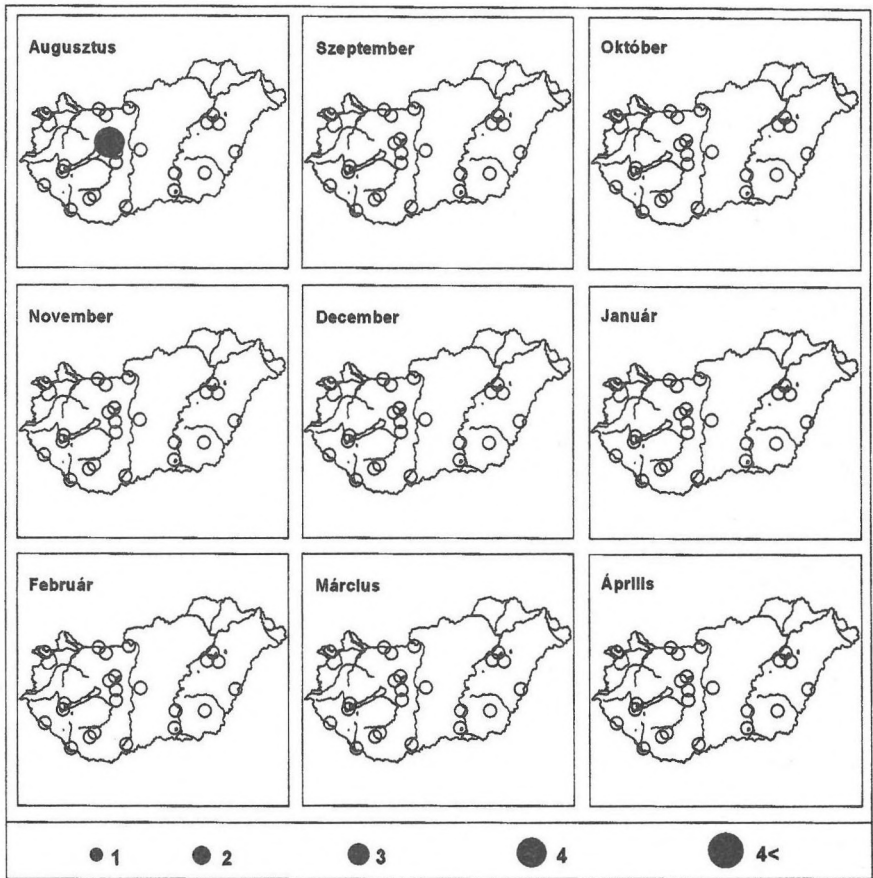 Augusztus
Szeptember
Október
November
December
Január
Február
Március
Április
1 2 3 4 4<